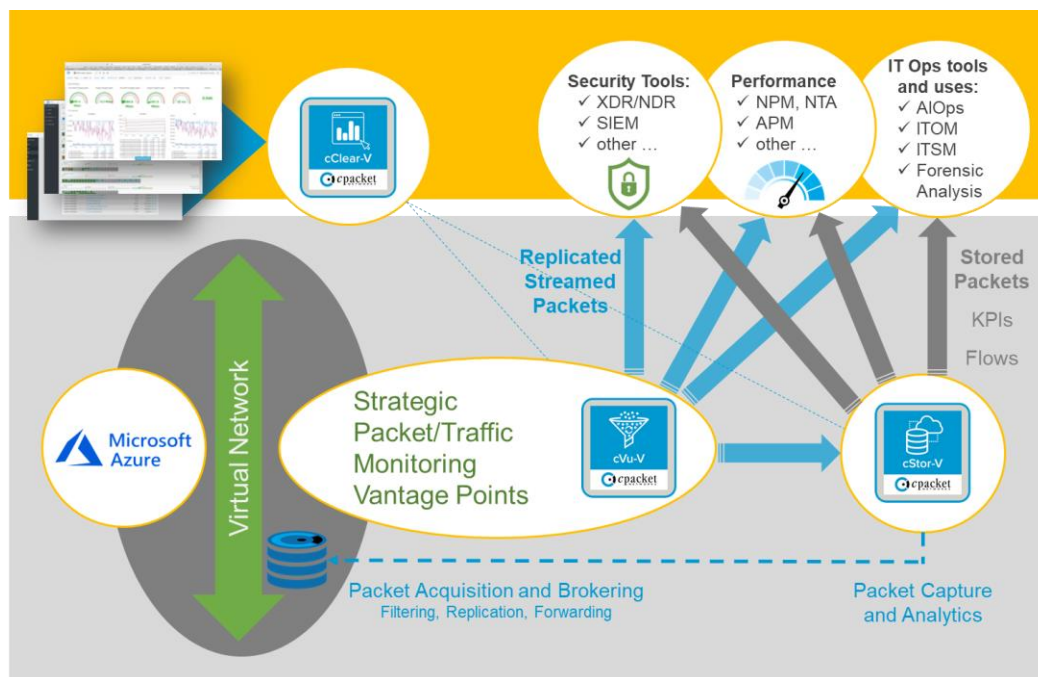 cClear-V
cpacket
Security Tools:
✓ XDR/NDR
✓ SIEM
✓ other …
Performance
✓ NPM, NTA
✓ APM
✓ other …
IT Ops tools
and uses:
✓ AIOps
✓ ITOM
✓ ITSM
✓ Forensic
Analysis
Replicated
Streamed
Packets
Stored
Packets
KPIs
Flows
Microsoft
Azure
Virtual Network
Strategic
Packet/Traffic
Monitoring
Vantage Points
cVu-V
cpacket
cStor-V
cpacket
Packet Acquisition and Brokering
Filtering, Replication, Forwarding
Packet Capture
and Analytics